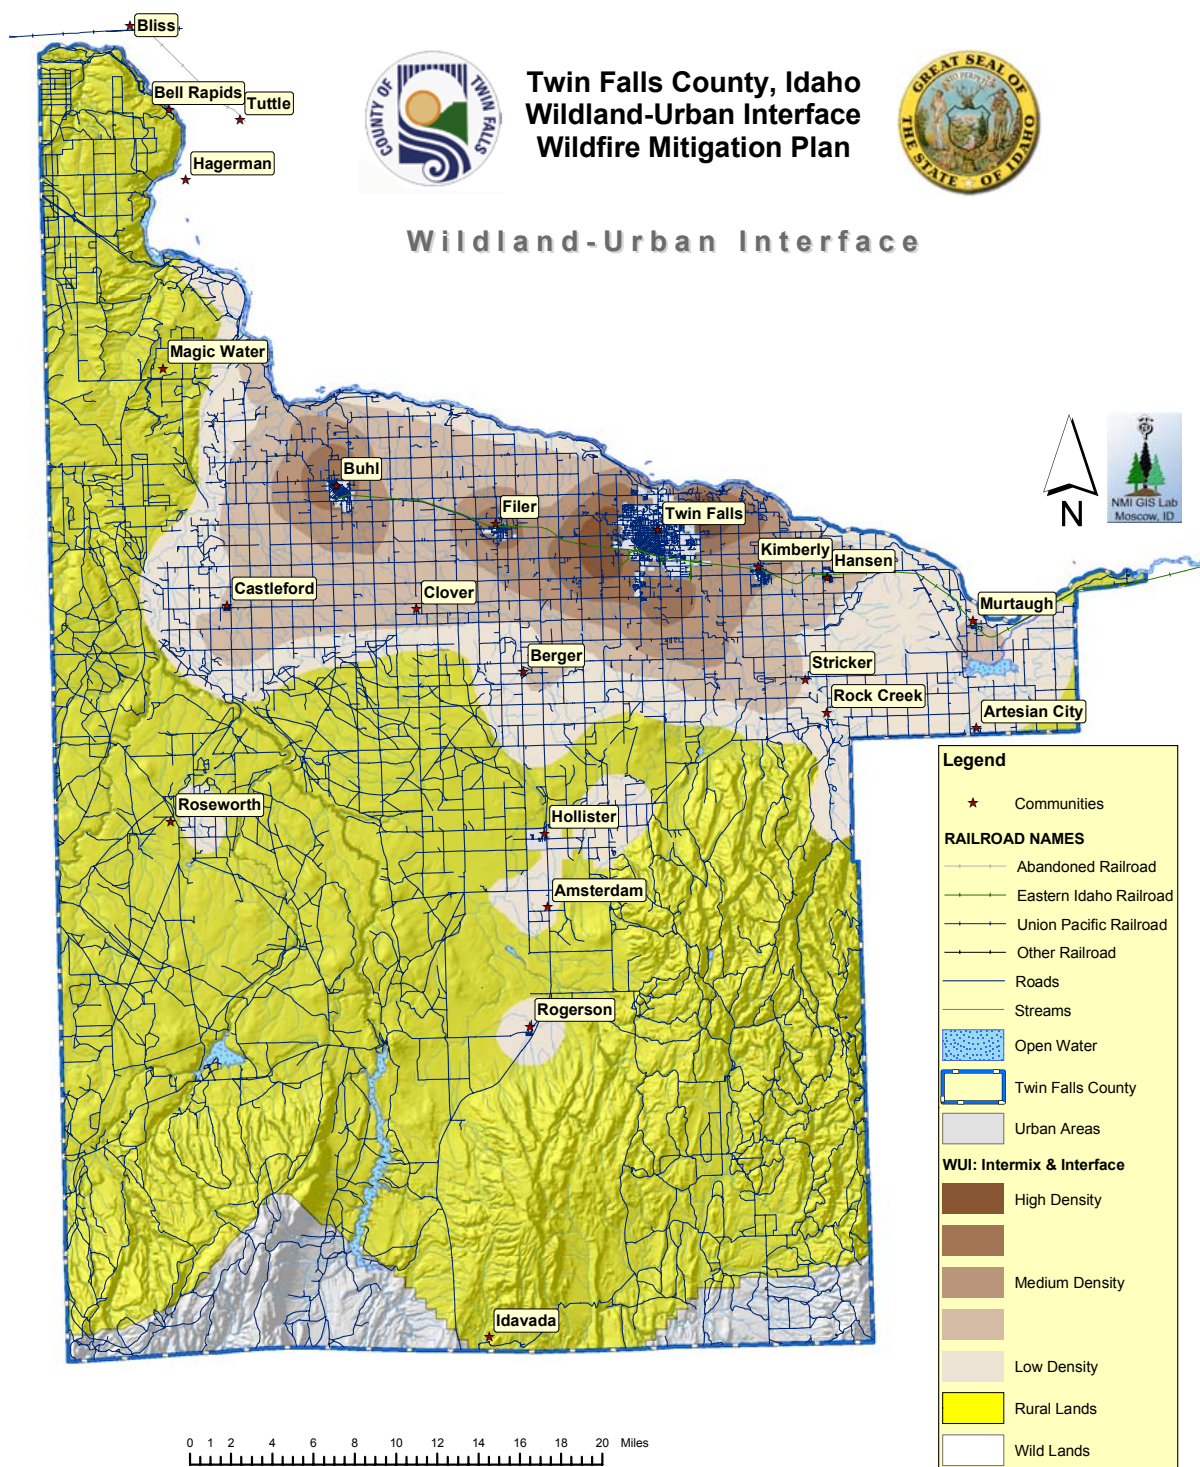 Bliss
Bell Rapids
Tuttle
Hagerman
COUNTY OF TWIN FALLS
Twin Falls County, Idaho
Wildland-Urban Interface
Wildfire Mitigation Plan
GREAT SEAL OF THE STATE OF IDAHO
Wildland-Urban Interface
Magic Water
Buhl
Filer
Twin Falls
Kimberly
Hansen
N
NMI GIS Lab
Moscow, ID
Castleford
Clover
Murtaugh
Berger
Stricker
Rock Creek
Artesian City
Roseworth
Hollister
Amsterdam
Rogerson
Idavada
Legend
Communities
RAILROAD NAMES
Abandoned Railroad
Eastern Idaho Railroad
Union Pacific Railroad
Other Railroad
Roads
Streams
Open Water
Twin Falls County
Urban Areas
WUI: Intermix & Interface
High Density
Medium Density
Low Density
Rural Lands
Wild Lands
0 1 2 4 6 8 10 12 14 16 18 20 Miles